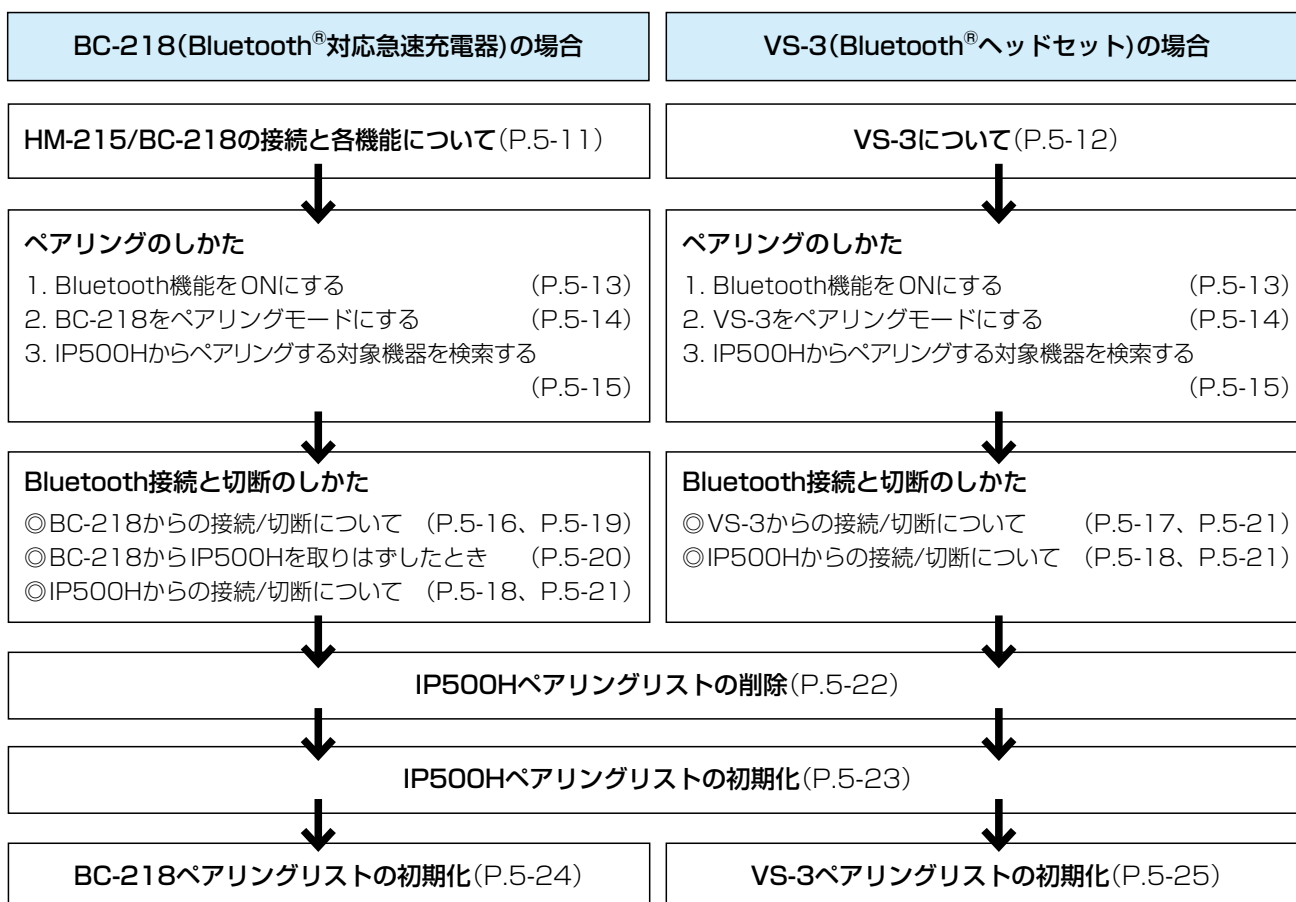 BC-218(Bluetooth®対応急速充電器)の場合
HM-215/BC-218の接続と各機能について(P.5-11)
ペアリングのしかた
1. Bluetooth機能をONにする (P.5-13)
2. BC-218をペアリングモードにする (P.5-14)
3. IP500Hからペアリングする対象機器を検索する
(P.5-15)
Bluetooth接続と切断のしかた
◎BC-218からの接続/切断について (P.5-16、P.5-19)
◎BC-218からIP500Hを取りはずしたとき (P.5-20)
◎IP500Hからの接続/切断について (P.5-18、P.5-21)
VS-3(Bluetooth®ヘッドセット)の場合
VS-3について(P.5-12)
ペアリングのしかた
1. Bluetooth機能をONにする (P.5-13)
2. VS-3をペアリングモードにする (P.5-14)
3. IP500Hからペアリングする対象機器を検索する
(P.5-15)
Bluetooth接続と切断のしかた
◎VS-3からの接続/切断について (P.5-17、P.5-21)
◎IP500Hからの接続/切断について (P.5-18、P.5-21)
IP500Hペアリングリストの削除(P.5-22)
IP500Hペアリングリストの初期化(P.5-23)
BC-218ペアリングリストの初期化(P.5-24)
VS-3ペアリングリストの初期化(P.5-25)